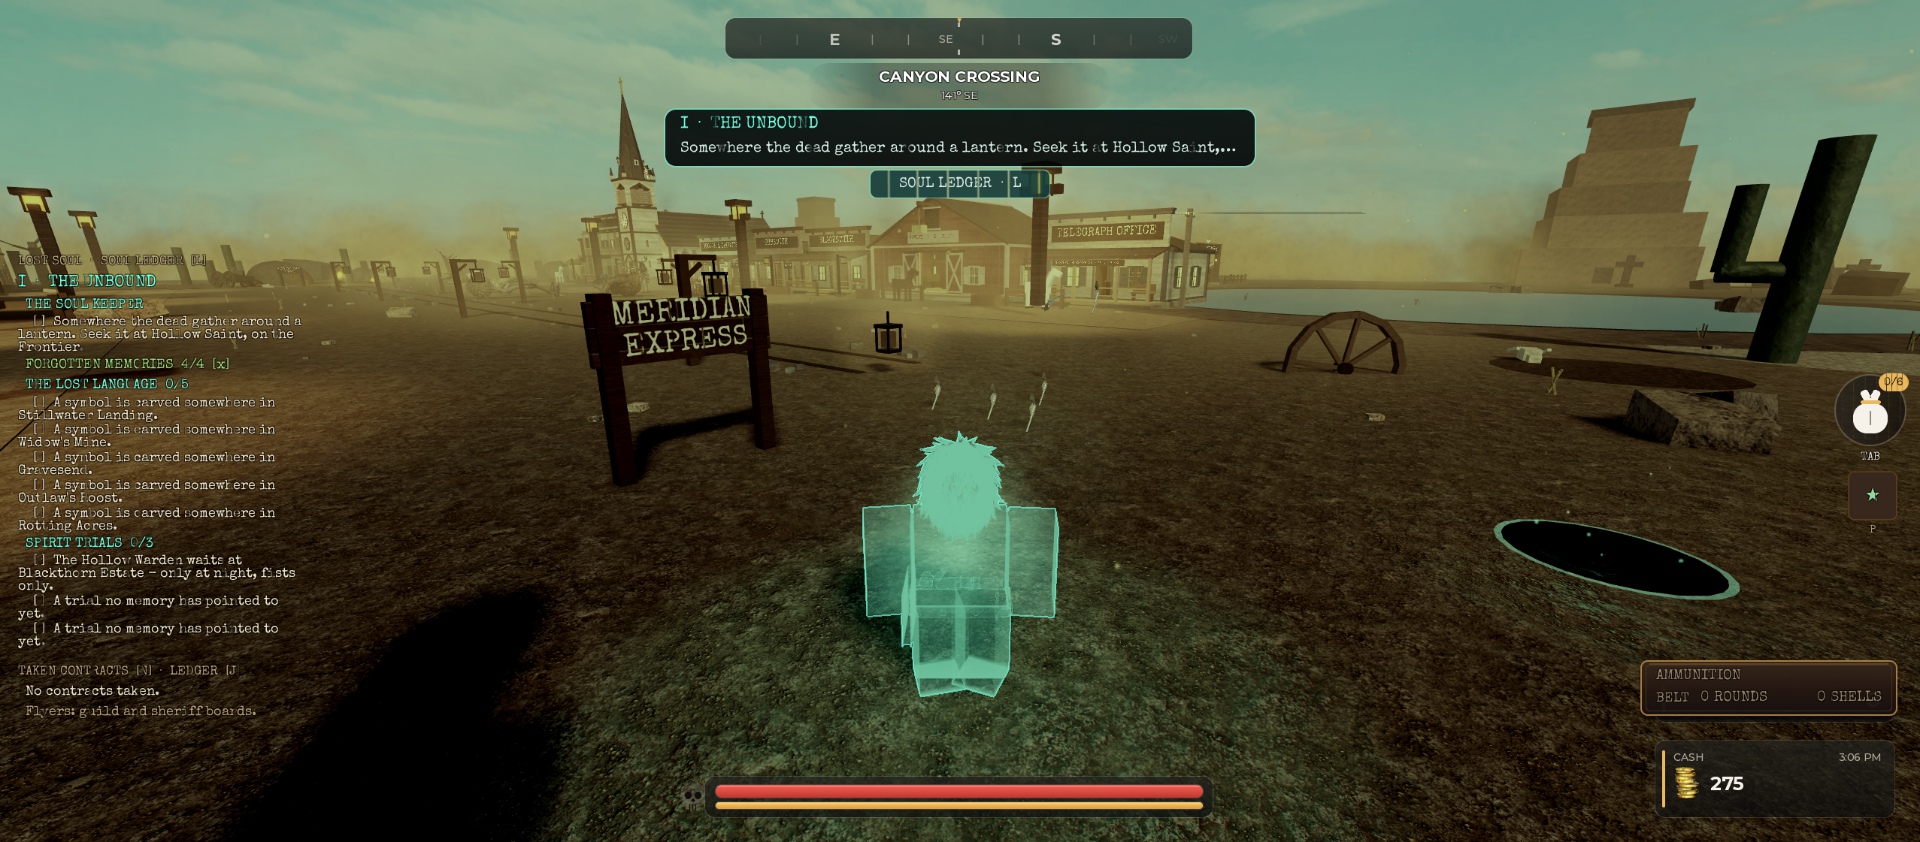 E SE S SW
CANYON CROSSING
141° SE
I · THE UNBOUND
Somewhere the dead gather around a lantern. Seek it at Hollow Saint,...
SOUL LEDGER · L
TELEGRAPH OFFICE
MERIDIAN
EXPRESS
LOST SOUL · SOUL LEDGER [L]
I · THE UNBOUND
THE SOUL KEEPER
[ ] Somewhere the dead gather around a
lantern. Seek it at Hollow Saint, on the
Frontier.
FORGOTTEN MEMORIES 4/4 [x]
THE LOST LANGUAGE 0/5
[ ] A symbol is carved somewhere in
Stillwater Landing.
[ ] A symbol is carved somewhere in
Widow's Mine.
[ ] A symbol is carved somewhere in
Gravesend.
[ ] A symbol is carved somewhere in
Outlaw's Roost.
[ ] A symbol is carved somewhere in
Rotting Acres.
SPIRIT TRIALS 0/3
[ ] The Hollow Warden waits at
Blackthorn Estate – only at night, fists
only.
[ ] A trial no memory has pointed to
yet.
[ ] A trial no memory has pointed to
yet.
TAKEN CONTRACTS [N] · LEDGER [J]
No contracts taken.
Flyers: guild and sheriff boards.
0/6
TAB
P
AMMUNITION
BELT 0 ROUNDS 0 SHELLS
CASH 3:06 PM
275